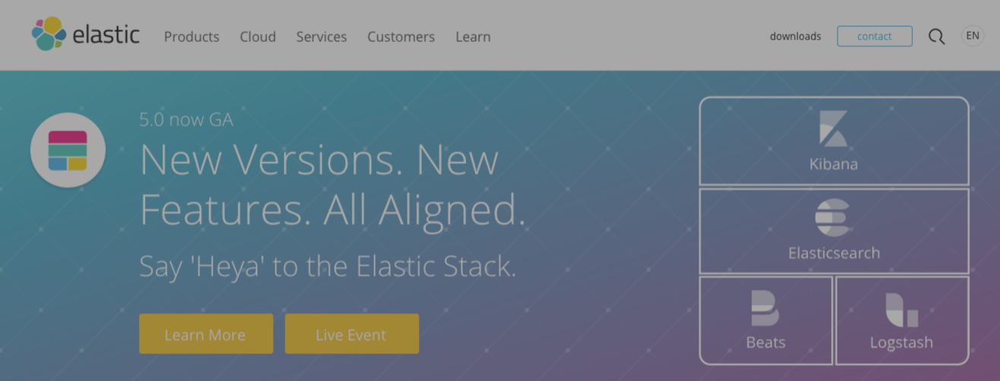 elastic Products Cloud Services Customers Learn downloads contact EN
5.0 now GA
New Versions. New
Features. All Aligned.
Say 'Heya' to the Elastic Stack.
Learn More Live Event
Kibana
Elasticsearch
Beats Logstash